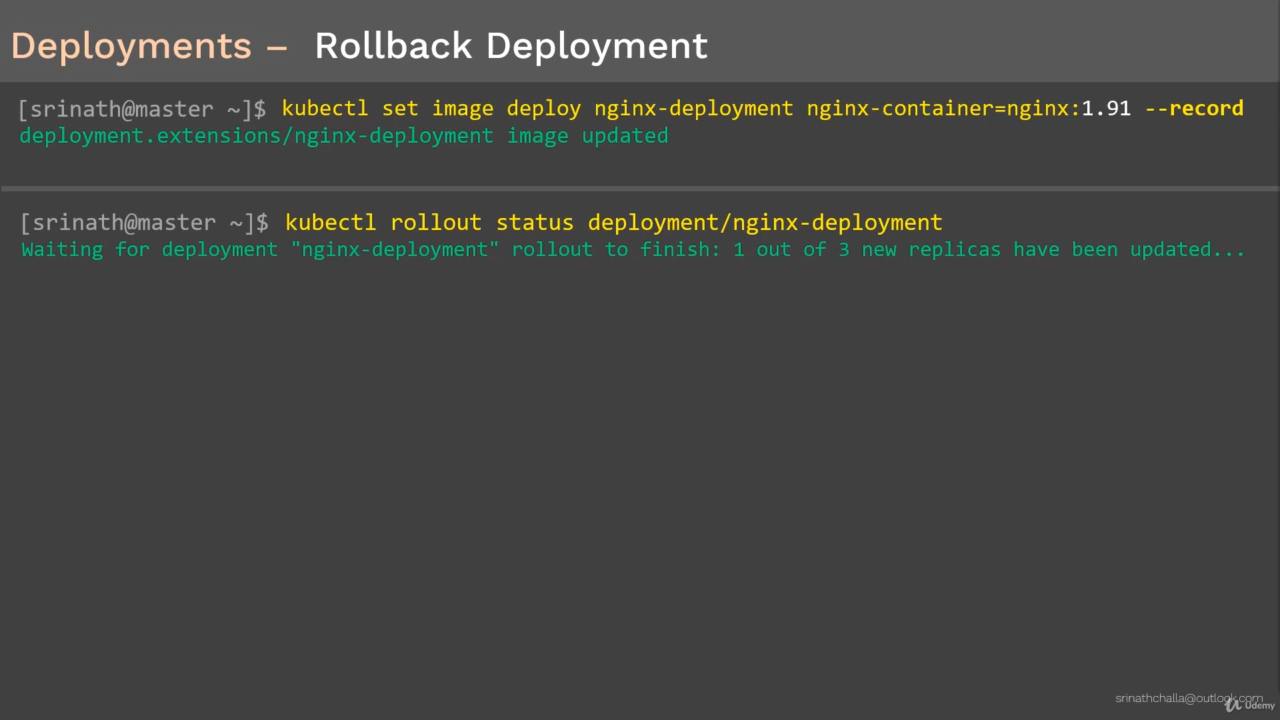 Deployments – Rollback Deployment
[srinath@master ~]$ kubectl set image deploy nginx-deployment nginx-container=nginx:1.91 --record
deployment.extensions/nginx-deployment image updated
[srinath@master ~]$ kubectl rollout status deployment/nginx-deployment
Waiting for deployment "nginx-deployment" rollout to finish: 1 out of 3 new replicas have been updated...
srinathchalla@outlook.com
Udemy